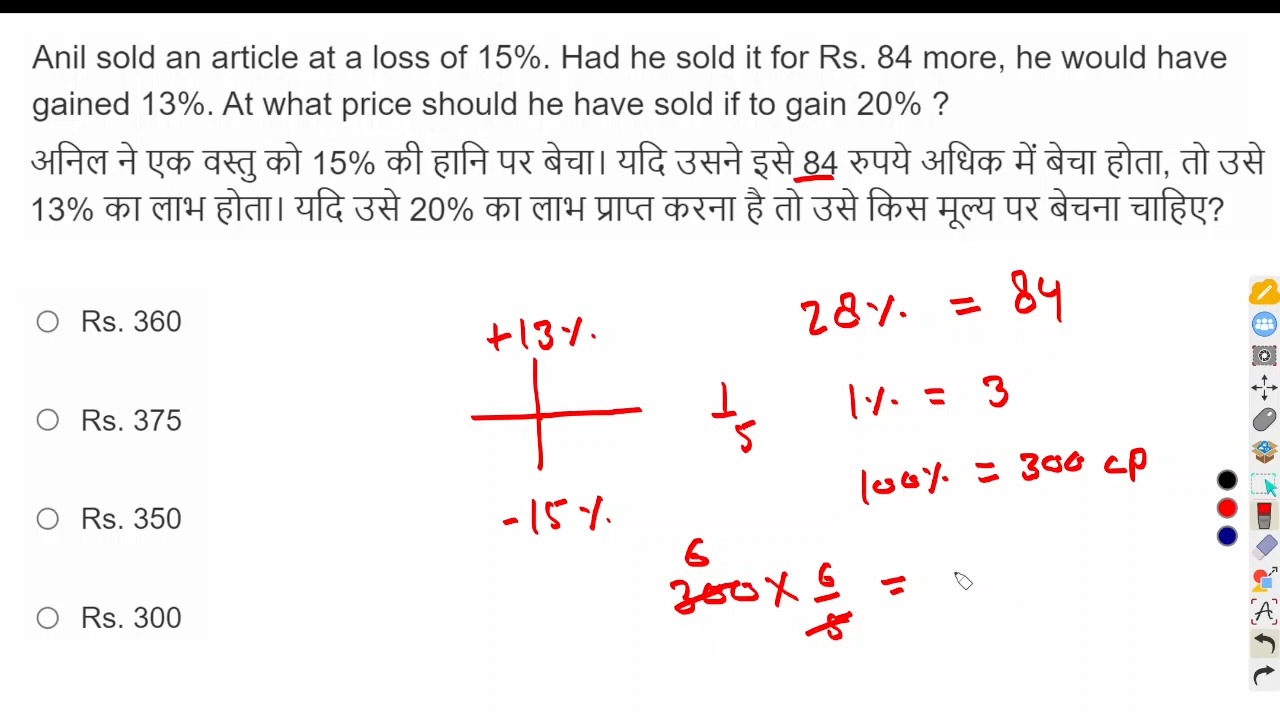 Anil sold an article at a loss of 15%. Had he sold it for Rs. 84 more, he would have
gained 13%. At what price should he have sold if to gain 20% ?
अनिल ने एक वस्तु को 15% की हानि पर बेचा। यदि उसने इसे 84 रुपये अधिक में बेचा होता, तो उसे
13% का लाभ होता। यदि उसे 20% का लाभ प्राप्त करना है तो उसे किस मूल्य पर बेचना चाहिए?
Rs. 360
Rs. 375
Rs. 350
Rs. 300
+13%
-15%
1/5
28% = 84
1% = 3
100% = 300 CP
6
300 × 6/5 =
A